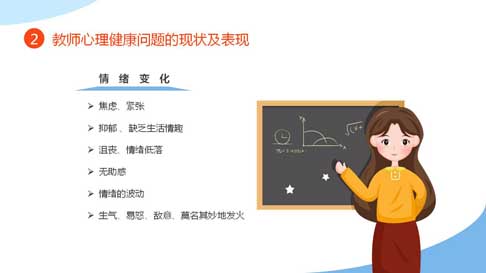 2 教师心理健康问题的现状及表现
情 绪 变 化
➢ 焦虑、紧张
➢ 抑郁 、缺乏生活情趣
➢ 沮丧、情绪低落
➢ 无助感
➢ 情绪的波动
➢ 生气、易怒、敌意、莫名其妙地发火